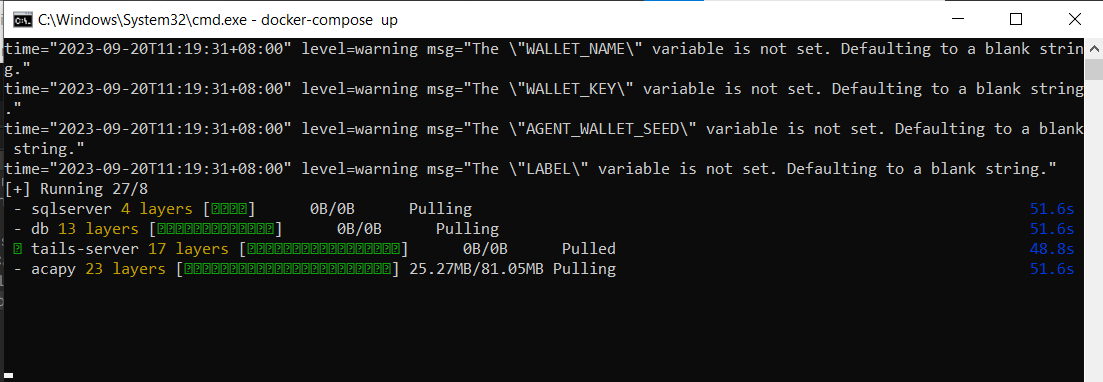 C:\Windows\System32\cmd.exe - docker-compose  up
time="2023-09-20T11:19:31+08:00" level=warning msg="The \"WALLET_NAME\" variable is not set. Defaulting to a blank strin
g."
time="2023-09-20T11:19:31+08:00" level=warning msg="The \"WALLET_KEY\" variable is not set. Defaulting to a blank string
."
time="2023-09-20T11:19:31+08:00" level=warning msg="The \"AGENT_WALLET_SEED\" variable is not set. Defaulting to a blank
 string."
time="2023-09-20T11:19:31+08:00" level=warning msg="The \"LABEL\" variable is not set. Defaulting to a blank string."
[+] Running 27/8
 - sqlserver 4 layers [⍰⍰⍰⍰]      0B/0B      Pulling 51.6s
 - db 13 layers [⍰⍰⍰⍰⍰⍰⍰⍰⍰⍰⍰⍰⍰]      0B/0B      Pulling 51.6s
 ⍰ tails-server 17 layers [⍰⍰⍰⍰⍰⍰⍰⍰⍰⍰⍰⍰⍰⍰⍰⍰⍰]      0B/0B      Pulled 48.8s
 - acapy 23 layers [⍰⍰⍰⍰⍰⍰⍰⍰⍰⍰⍰⍰⍰⍰⍰⍰⍰⍰⍰⍰⍰⍰⍰] 25.27MB/81.05MB Pulling 51.6s